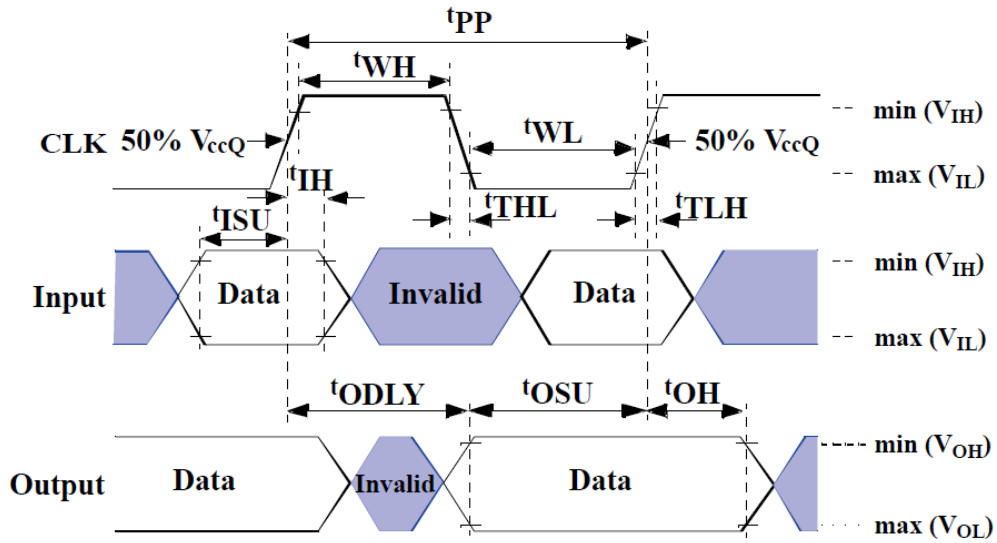 tPP
tWH
CLK 50% VccQ
tWL
50% VccQ
min (VIH)
max (VIL)
tIH
tTHL
tTLH
tISU
Input
Data
Invalid
Data
min (VIH)
max (VIL)
tODLY
tOSU
tOH
Output
Data
Invalid
Data
min (VOH)
max (VOL)